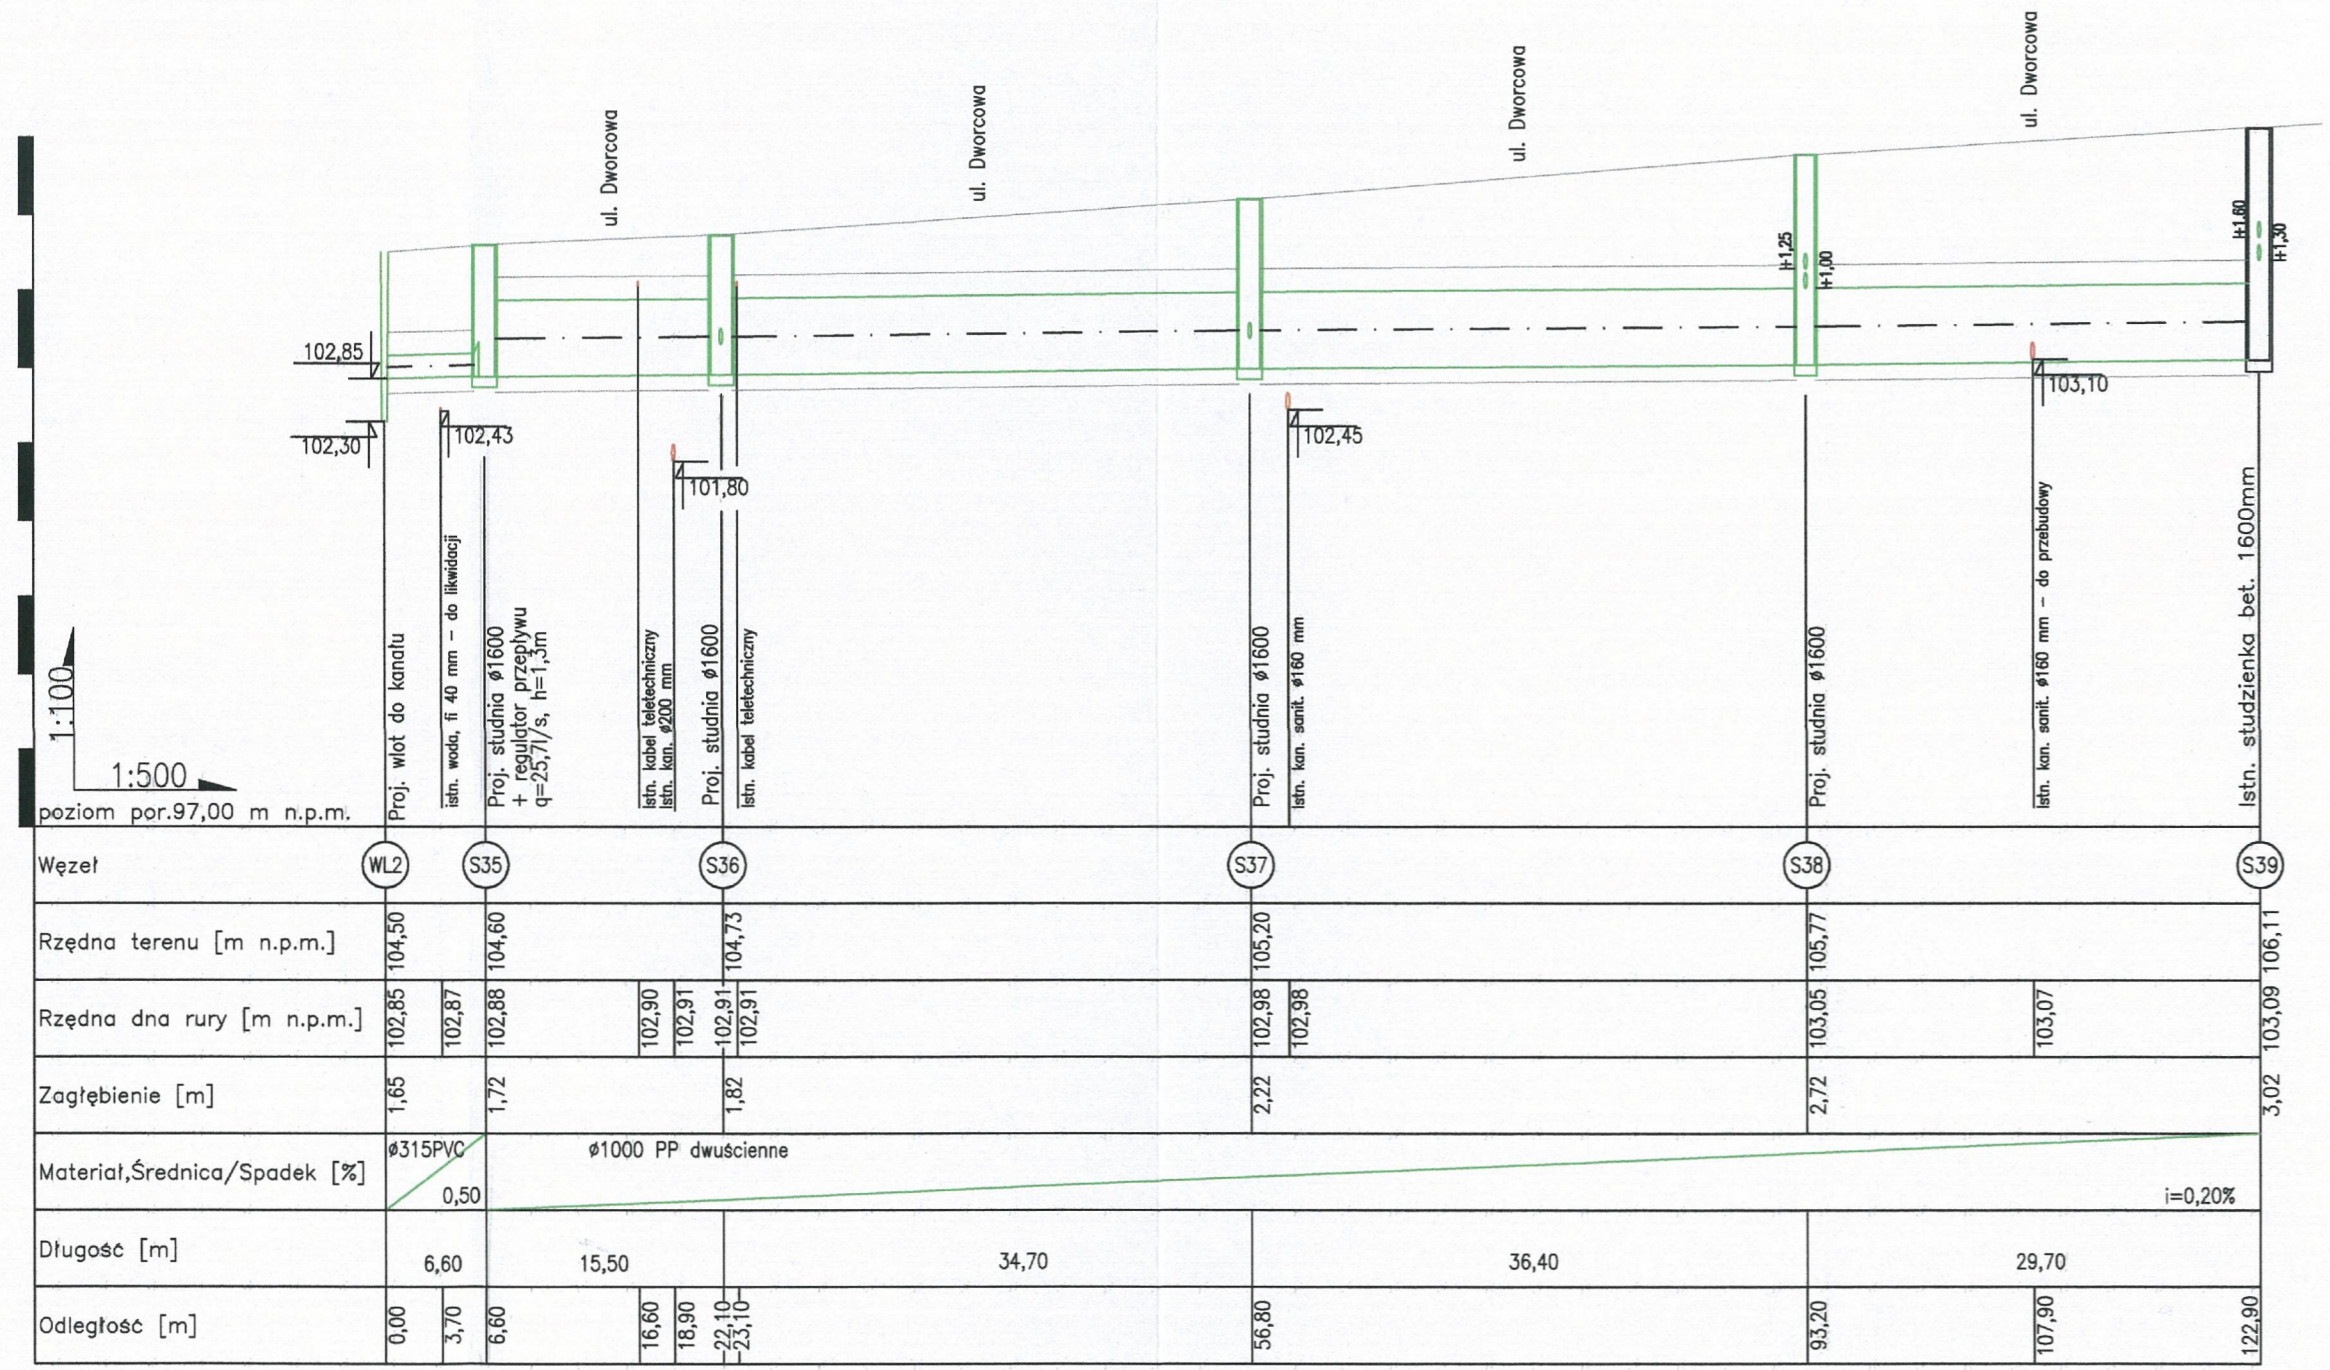 ul. Dworcowa
ul. Dworcowa
ul. Dworcowa
ul. Dworcowa
H+1,25
H+1,00
H+1,60
H+1,30
102,85
102,30
102,43
101,80
102,45
103,10
1:100
1:500
poziom por.97,00 m n.p.m.
Proj. wlot do kanału
istn. woda, fi 40 mm – do likwidacji
Proj. studnia ø1600
+ regulator przepływu
q=25,7l/s, h=1,3m
Istn. kabel teletechniczny
Istn. kan. ø200 mm
Proj. studnia ø1600
Istn. kabel teletechniczny
Proj. studnia ø1600
Istn. kan. sanit. ø160 mm
Proj. studnia ø1600
Istn. kan. sanit. ø160 mm – do przebudowy
Istn. studzienka bet. 1600mm
Węzeł WL2 S35 S36 S37 S38 S39
Rzędna terenu [m n.p.m.] 104,50 104,60 104,73 105,20 105,77 106,11
Rzędna dna rury [m n.p.m.] 102,85 102,87 102,88 102,90 102,91 102,91 102,91 102,98 102,98 103,05 103,07 103,09
Zagłębienie [m] 1,65 1,72 1,82 2,22 2,72 3,02
ø315PVC ø1000 PP dwuścienne
Materiał,Średnica/Spadek [%]
0,50 i=0,20%
Długość [m] 6,60 15,50 34,70 36,40 29,70
Odległość [m] 0,00 3,70 6,60 16,60 18,90 22,10 23,10 56,80 93,20 107,90 122,90